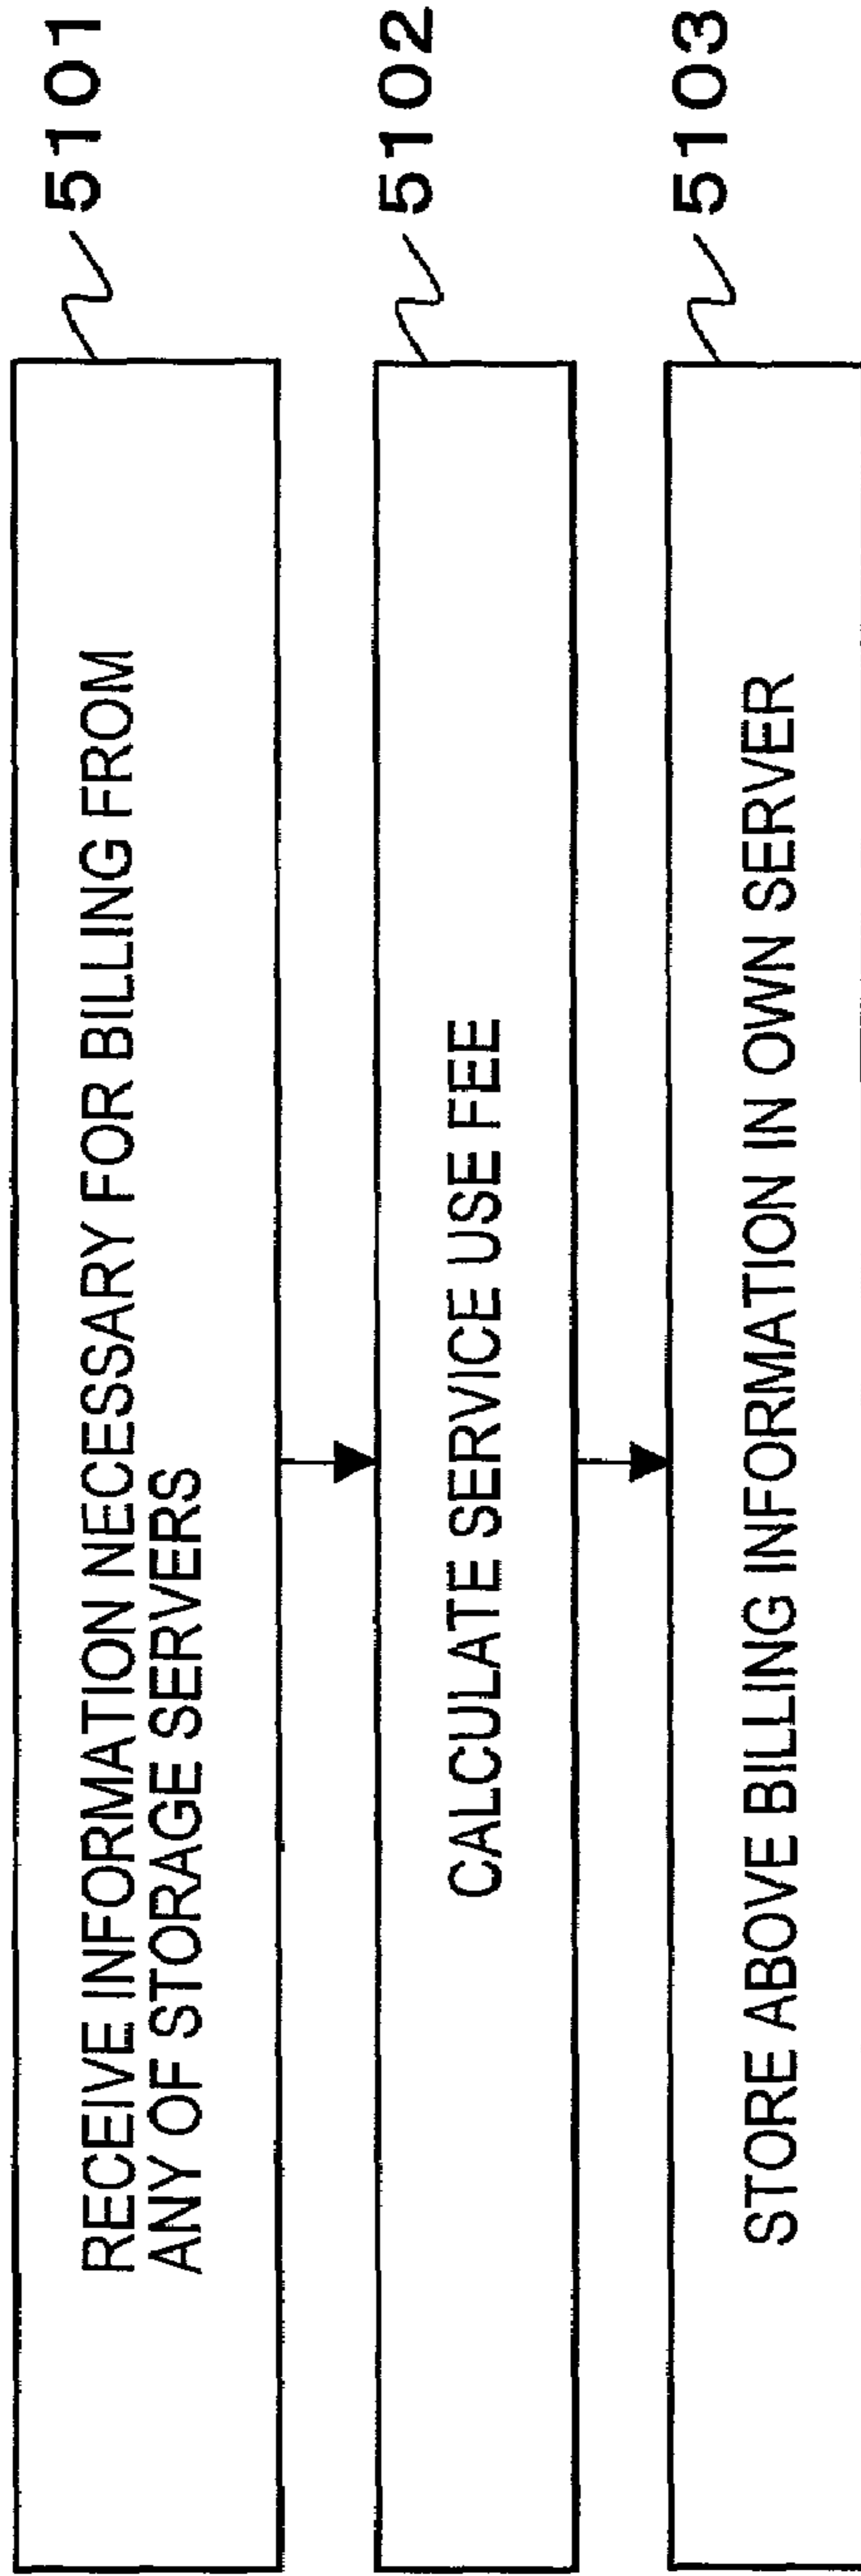 RECEIVE INFORMATION NECESSARY FOR BILLING FROM
ANY OF STORAGE SERVERS
5101
CALCULATE SERVICE USE FEE
5102
STORE ABOVE BILLING INFORMATION IN OWN SERVER
5103